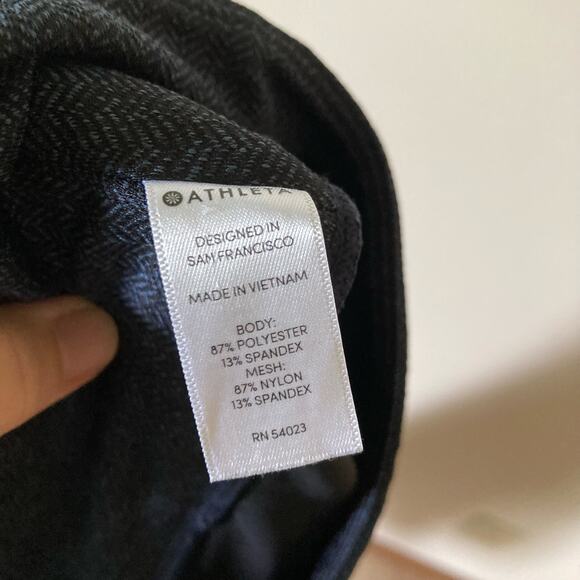 ATHLETA
DESIGNED IN
SAN FRANCISCO
MADE IN VIETNAM
BODY:
87% POLYESTER
13% SPANDEX
MESH:
87% NYLON
13% SPANDEX
RN 54023